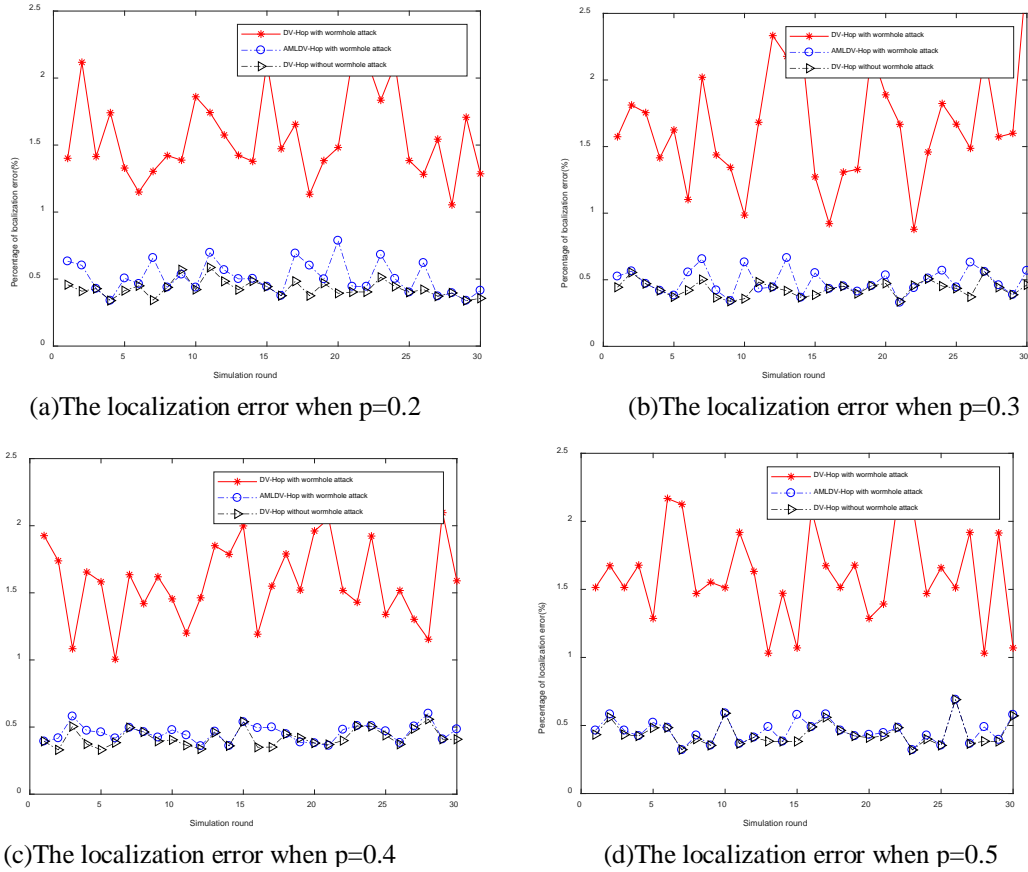 2.5
2
1.5
1
0.5
0
Percentage of localization error(%)
DV-Hop with wormhole attack
AMLDV-Hop with wormhole attack
DV-Hop without wormhole attack
0 5 10 15 20 25 30
Simulation round
(a)The localization error when p=0.2
2.5
2
1.5
1
0.5
0
Percentage of localization error(%)
DV-Hop with wormhole attack
AMLDV-Hop with wormhole attack
DV-Hop without wormhole attack
0 5 10 15 20 25 30
Simulation round
(b)The localization error when p=0.3
2.5
2
1.5
1
0.5
0
DV-Hop with wormhole attack
AMLDV-Hop with wormhole attack
DV-Hop without wormhole attack
0 5 10 15 20 25 30
Simulation round
(c)The localization error when p=0.4
2.5
2
1.5
1
0.5
0
Percentage of localization error(%)
DV-Hop with wormhole attack
AMLDV-Hop with wormhole attack
DV-Hop without wormhole attack
0 5 10 15 20 25 30
Simulation round
(d)The localization error when p=0.5